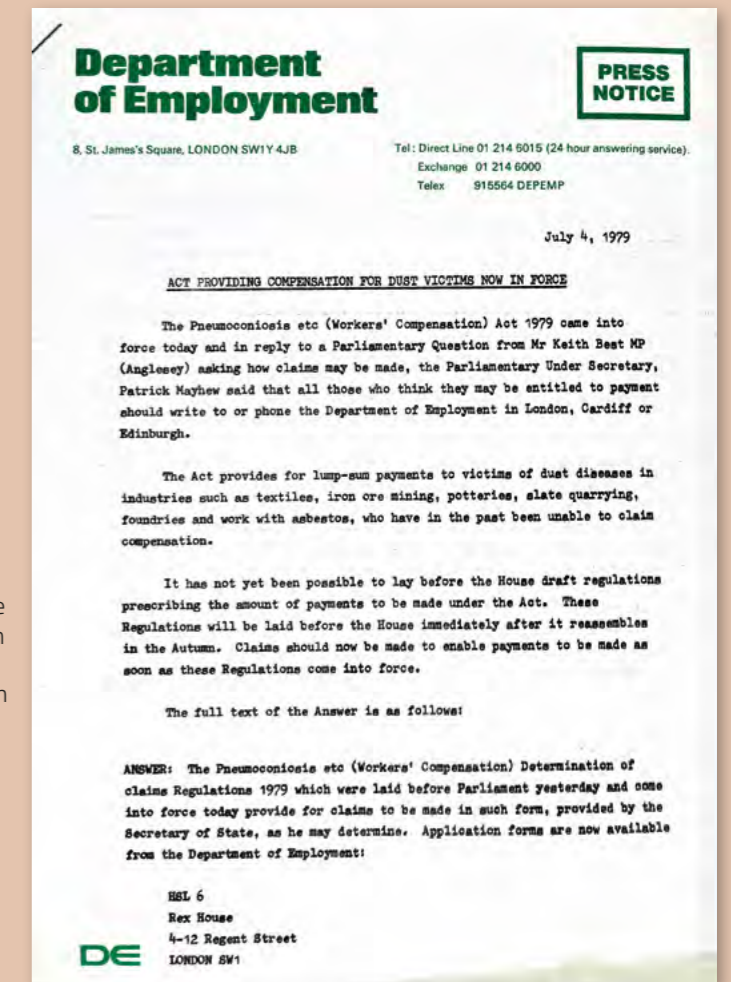 Department
of Employment
PRESS
NOTICE
8, St. James's Square, LONDON SW1Y 4JB
Tel: Direct Line 01 214 6015 (24 hour answering service).
Exchange 01 214 6000
Telex 915564 DEPEMP
July 4, 1979
ACT PROVIDING COMPENSATION FOR DUST VICTIMS NOW IN FORCE
The Pneumoconiosis etc (Workers' Compensation) Act 1979 came into
force today and in reply to a Parliamentary Question from Mr Keith Best MP
(Anglesey) asking how claims may be made, the Parliamentary Under Secretary,
Patrick Mayhew said that all those who think they may be entitled to payment
should write to or phone the Department of Employment in London, Cardiff or
Edinburgh.
The Act provides for lump-sum payments to victims of dust diseases in
industries such as textiles, iron ore mining, potteries, slate quarrying,
foundries and work with asbestos, who have in the past been unable to claim
compensation.
It has not yet been possible to lay before the House draft regulations
prescribing the amount of payments to be made under the Act. These
Regulations will be laid before the House immediately after it reassembles
in the Autumn. Claims should now be made to enable payments to be made as
soon as these Regulations come into force.
The full text of the Answer is as follows:
ANSWER: The Pneumoconiosis etc (Workers' Compensation) Determination of
claims Regulations 1979 which were laid before Parliament yesterday and come
into force today provide for claims to be made in such form, provided by the
Secretary of State, as he may determine. Application forms are now available
from the Department of Employment:
HSL 6
Rex House
4-12 Regent Street
LONDON SW1
DE